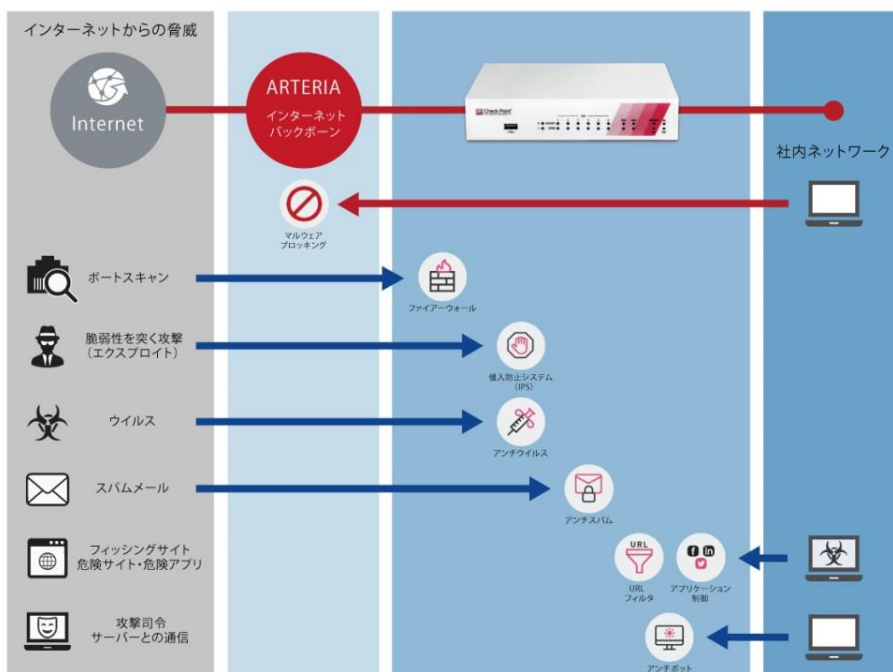 インターネットからの脅威
Internet
ARTERIA
インターネット
バックボーン
Check Point
社内ネットワーク
マルウェア
ブロッキング
ポートスキャン
ファイアーウォール
脆弱性を突く攻撃
(エクスプロイト)
侵入防止システム
(IPS)
ウイルス
アンチウイルス
スパムメール
アンチスパム
フィッシングサイト
危険サイト・危険アプリ
URL
URL
フィルタ
アプリケーション
制御
攻撃司令
サーバーとの通信
アンチボット